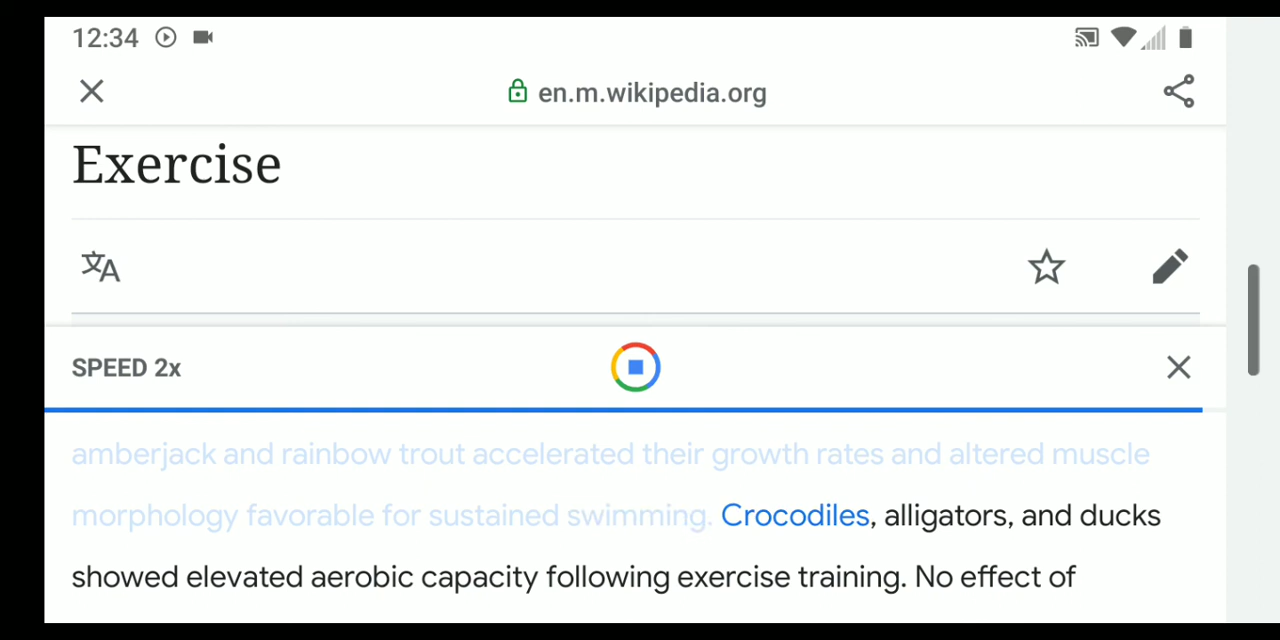 12:34
en.m.wikipedia.org
Exercise
SPEED 2x
amberjack and rainbow trout accelerated their growth rates and altered muscle
morphology favorable for sustained swimming. Crocodiles, alligators, and ducks
showed elevated aerobic capacity following exercise training. No effect of